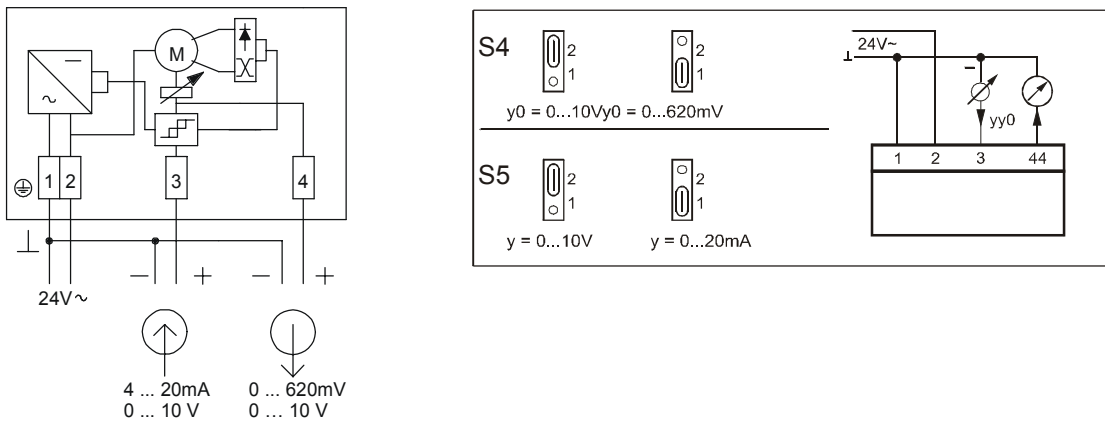 M
~
1 2 3 4
⊥ − + − +
24V~
4 ... 20mA 0 ... 620mV
0 ... 10 V 0 ... 10 V
S4 2 2
1 1
y0 = 0...10Vy0 = 0...620mV
S5 2 2
1 1
y = 0...10V y = 0...20mA
24V~
⊥ −
yy0
1 2 3 44